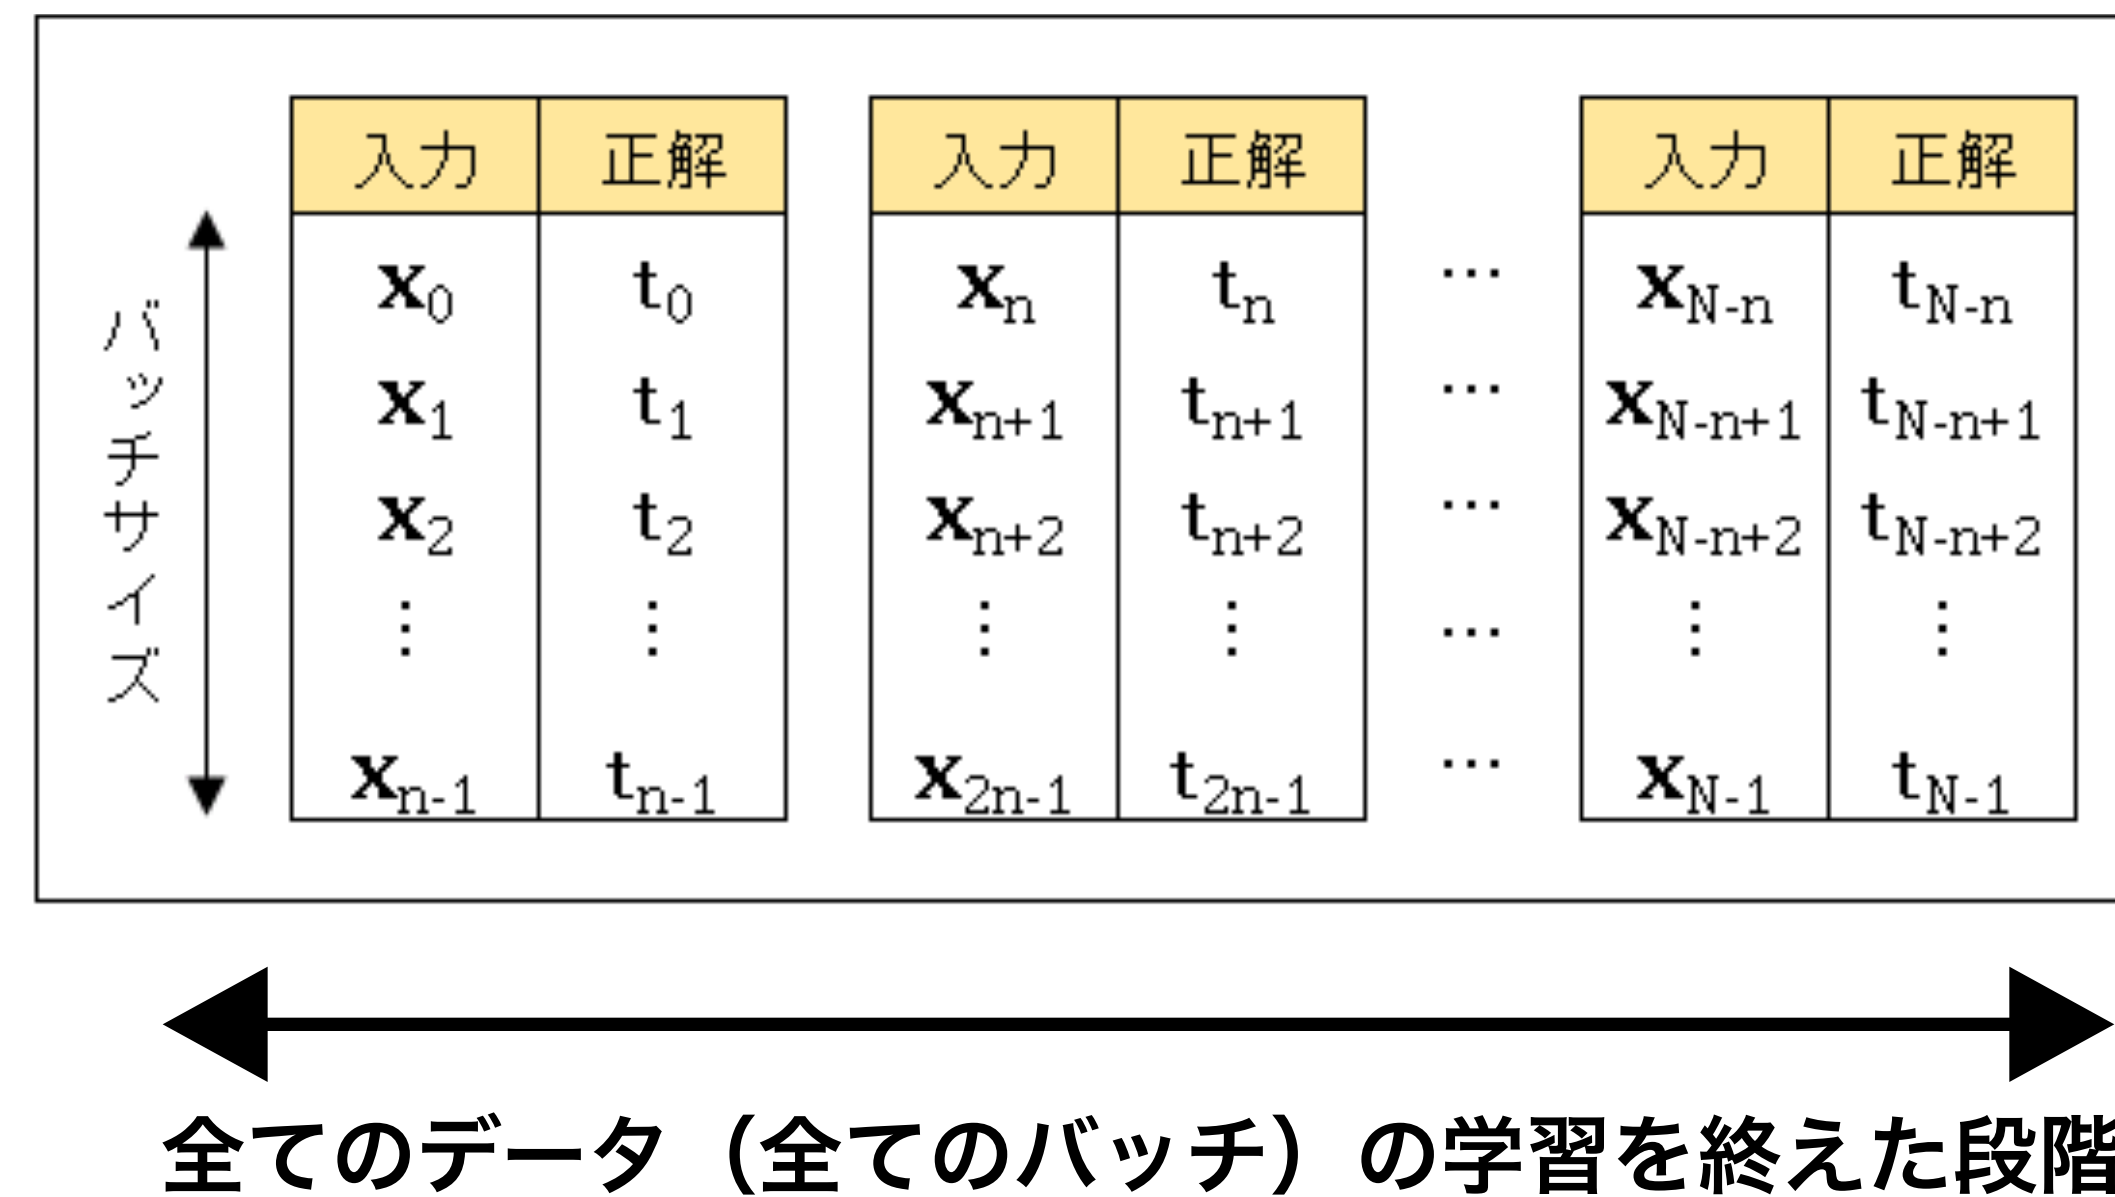 入力 正解 入力 正解 入力 正解
x0 t0 xn tn … xN-n tN-n
x1 t1 xn+1 tn+1 … xN-n+1 tN-n+1
x2 t2 xn+2 tn+2 … xN-n+2 tN-n+2
⋮ ⋮ ⋮ ⋮ … ⋮ ⋮
xn-1 tn-1 x2n-1 t2n-1 … xN-1 tN-1
バッチサイズ
全てのデータ（全てのバッチ）の学習を終えた段階